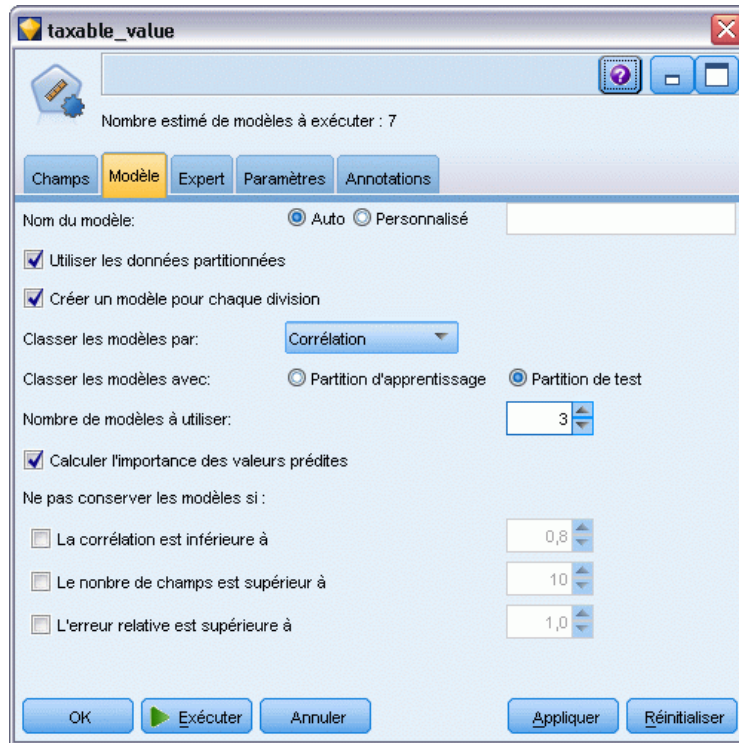 taxable_value
Nombre estimé de modèles à exécuter : 7
Champs Modèle Expert Paramètres Annotations
Nom du modèle: Auto Personnalisé
Utiliser les données partitionnées
Créer un modèle pour chaque division
Classer les modèles par: Corrélation
Classer les modèles avec: Partition d'apprentissage Partition de test
Nombre de modèles à utiliser: 3
Calculer l'importance des valeurs prédites
Ne pas conserver les modèles si :
La corrélation est inférieure à 0,8
Le nonbre de champs est supérieur à 10
L'erreur relative est supérieure à 1,0
OK Exécuter Annuler Appliquer Réinitialiser